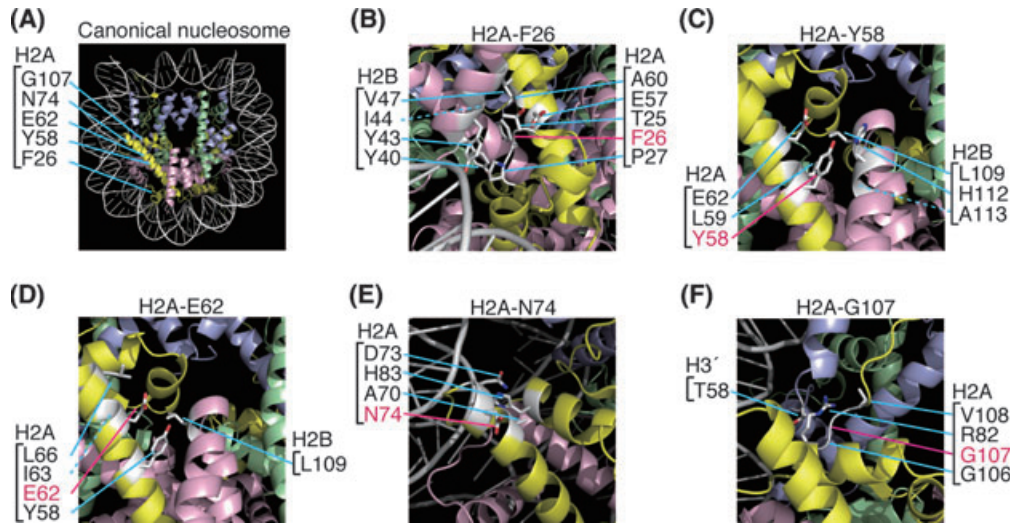 (A)
Canonical nucleosome
H2A
G107
N74
E62
Y58
F26
(B)
H2A-F26
H2B
V47
I44
Y43
Y40
H2A
A60
E57
T25
F26
P27
(C)
H2A-Y58
H2A
E62
L59
Y58
H2B
L109
H112
A113
(D)
H2A-E62
H2A
L66
I63
E62
Y58
H2B
L109
(E)
H2A-N74
H2A
D73
H83
A70
N74
(F)
H2A-G107
H3´
T58
H2A
V108
R82
G107
G106